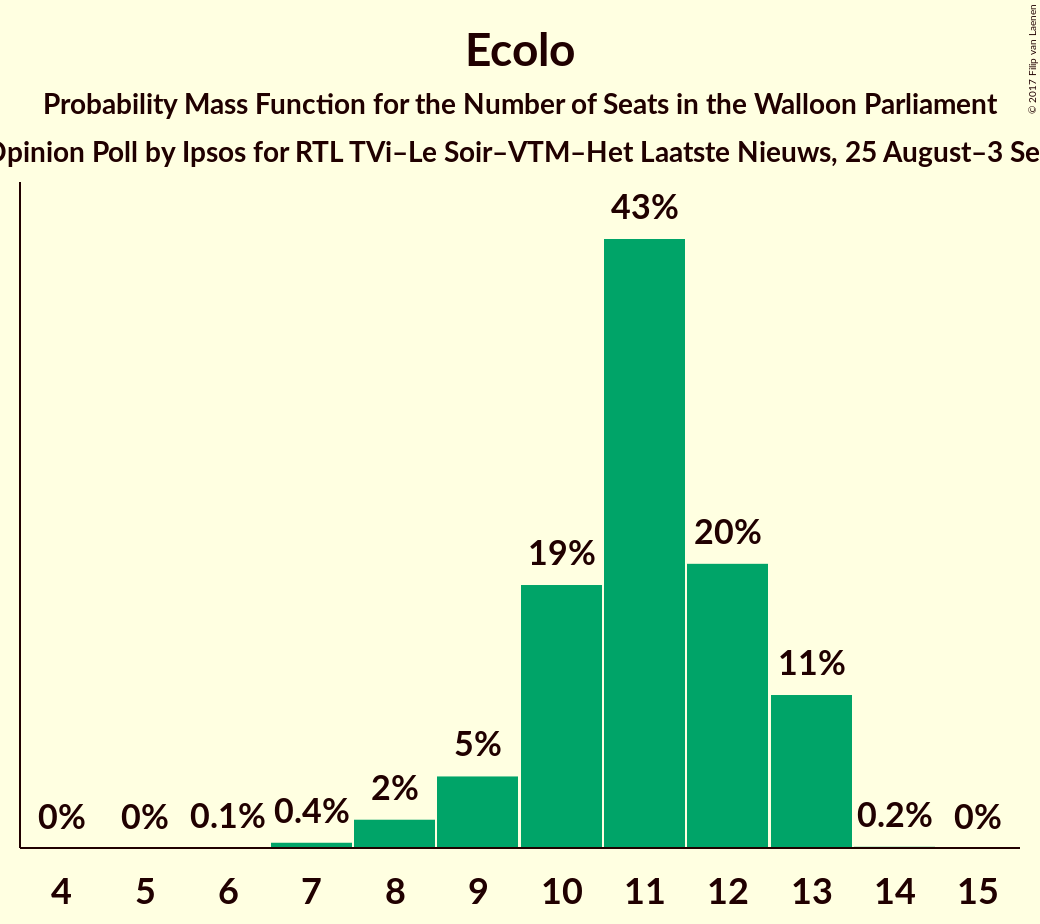 Ecolo
Probability Mass Function for the Number of Seats in the Walloon Parliament
Opinion Poll by Ipsos for RTL TVi–Le Soir–VTM–Het Laatste Nieuws, 25 August–3 Se
© 2017 Filip van Laenen
43%
20%
19%
11%
5%
2%
0% 0% 0.1% 0.4% 0.2% 0%
4 5 6 7 8 9 10 11 12 13 14 15